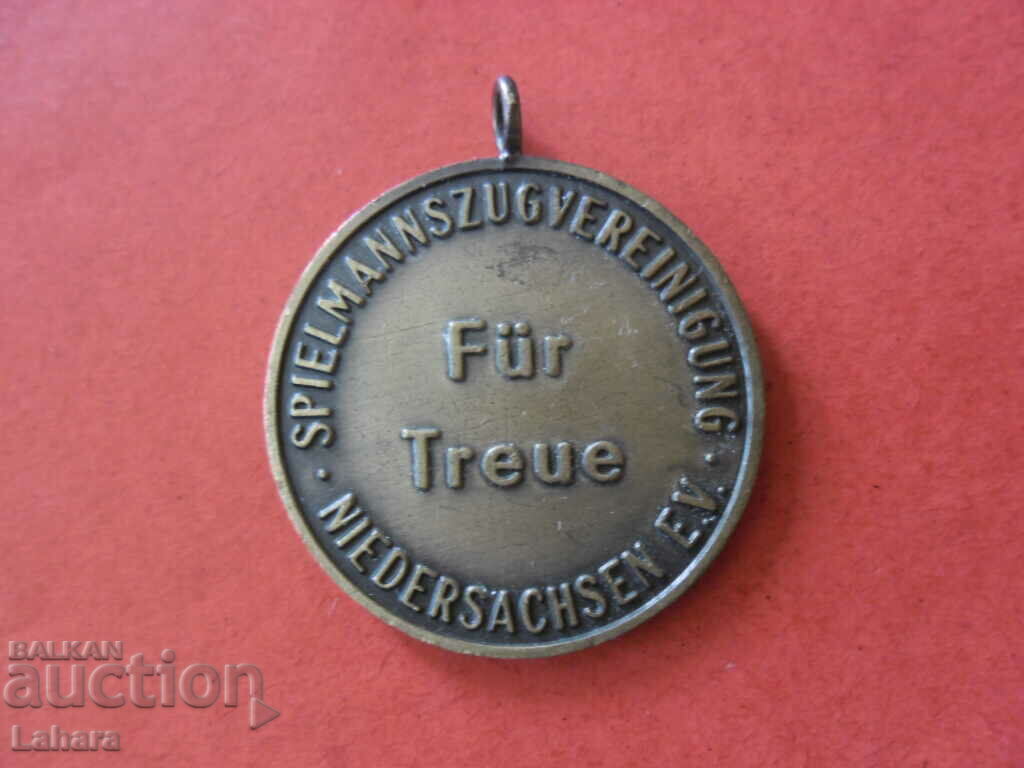 · SPIELMANNSZUGVEREINIGUNG ·
Für
Treue
NIEDERSACHSEN E.V.
BALKAN
auction
Lahara